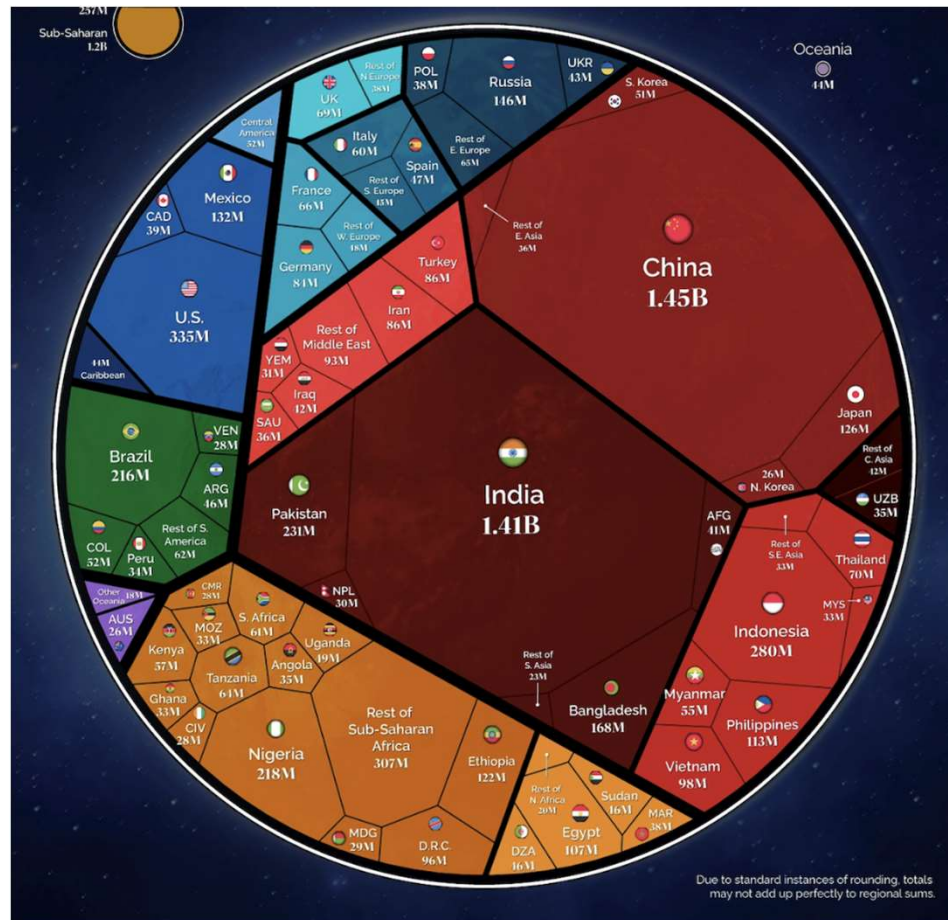 257M
Sub-Saharan
1.2B
Oceania
44M
UK
69M
Rest of
N Europe
38M
POL
38M
Russia
146M
UKR
43M
S. Korea
51M
Central
America
52M
Italy
60M
Spain
47M
Rest of
E. Europe
65M
Rest of
S. Europe
45M
Mexico
132M
CAD
39M
France
66M
Rest of
W. Europe
48M
Germany
84M
Rest of
E. Asia
36M
China
1.45B
U.S.
335M
Turkey
86M
Iran
86M
Rest of
Middle East
93M
YEM
31M
Iraq
42M
SAU
36M
44M
Caribbean
Japan
126M
Brazil
216M
VEN
28M
ARG
46M
Rest of S.
America
62M
COL
52M
Peru
34M
Pakistan
231M
India
1.41B
26M
N. Korea
Rest of
C. Asia
42M
UZB
35M
AFG
41M
NPL
30M
Rest of
S.E. Asia
33M
Thailand
70M
MYS
33M
Indonesia
280M
Other
Oceania
18M
AUS
26M
CMR
28M
MOZ
33M
S. Africa
61M
Uganda
49M
Kenya
57M
Tanzania
64M
Angola
35M
Ghana
33M
CIV
28M
Nigeria
218M
Rest of
Sub-Saharan
Africa
307M
Ethiopia
122M
Rest of
S. Asia
23M
Bangladesh
168M
Myanmar
55M
Philippines
113M
Vietnam
98M
MDG
29M
D.R.C.
96M
Rest of
N. Africa
20M
Sudan
46M
Egypt
107M
MAR
38M
DZA
46M
Due to standard instances of rounding, totals
may not add up perfectly to regional sums.